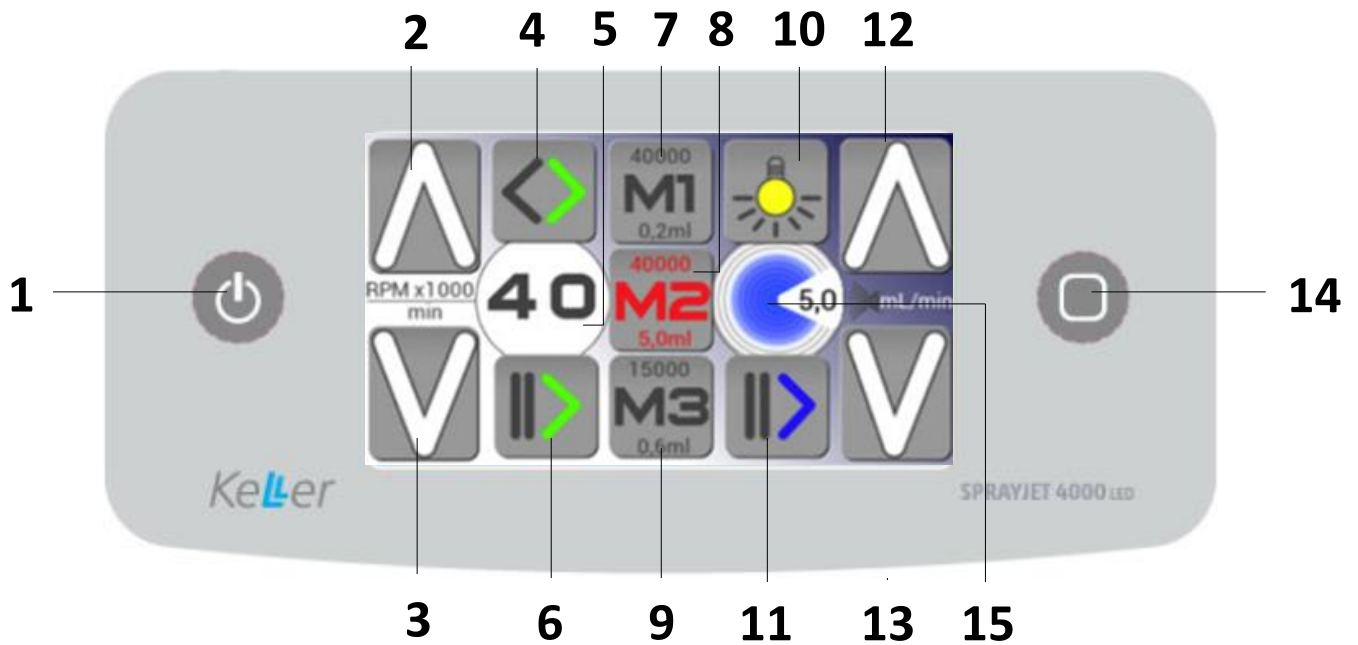 2 4 5 7 8 10 12
40000
M1
0,2ml
RPM x1000
min
40
40000
M2
5,0ml
5,0
mL/min
1
14
15000
M3
0,6ml
KeLLer
SPRAYJET 4000 LED
3 6 9 11 13 15